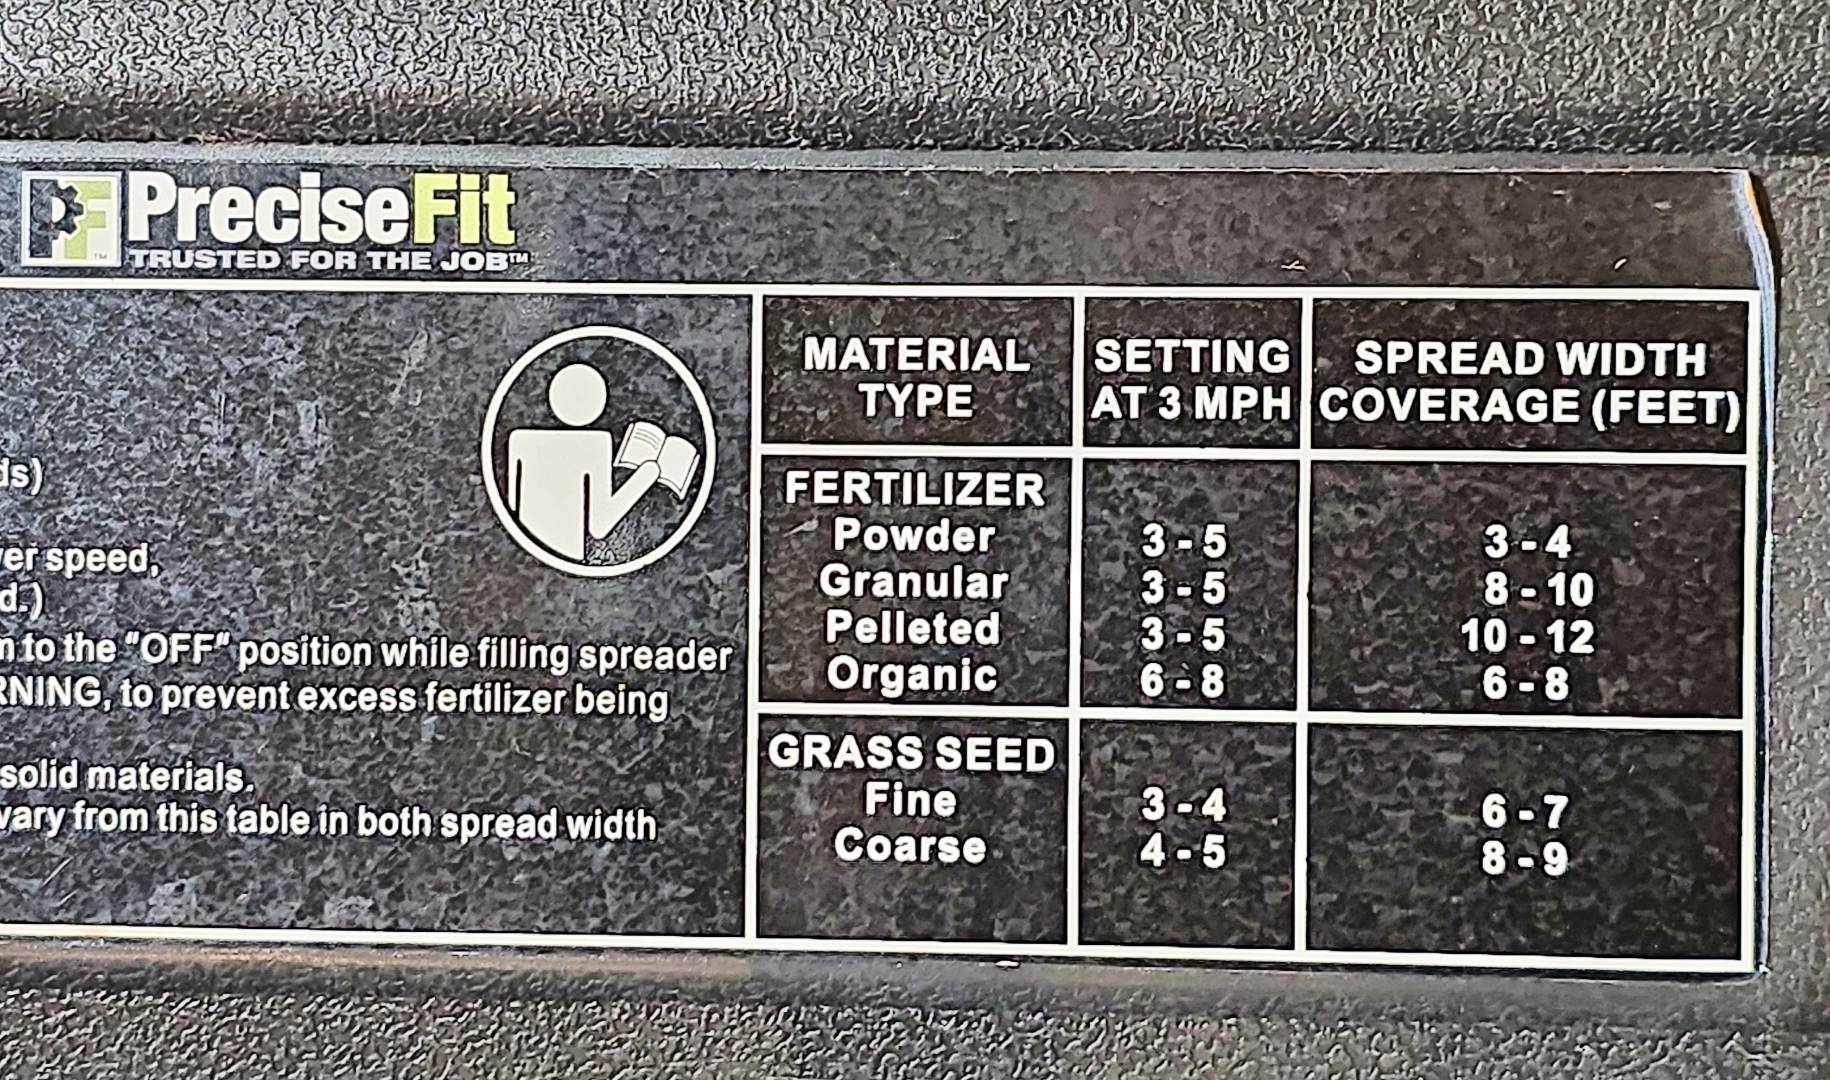 PF
PreciseFit
TRUSTED FOR THE JOB™
speed,
to the "OFF" position while filling spreader
to prevent excess fertilizer being
solid materials.
vary from this table in both spread width
MATERIAL TYPE
SETTING AT 3 MPH
SPREAD WIDTH COVERAGE (FEET)
FERTILIZER
Powder 3 - 5 3 - 4
Granular 3 - 5 8 - 10
Pelleted 3 - 5 10 - 12
Organic 6 - 8 6 - 8
GRASS SEED
Fine 3 - 4 6 - 7
Coarse 4 - 5 8 - 9